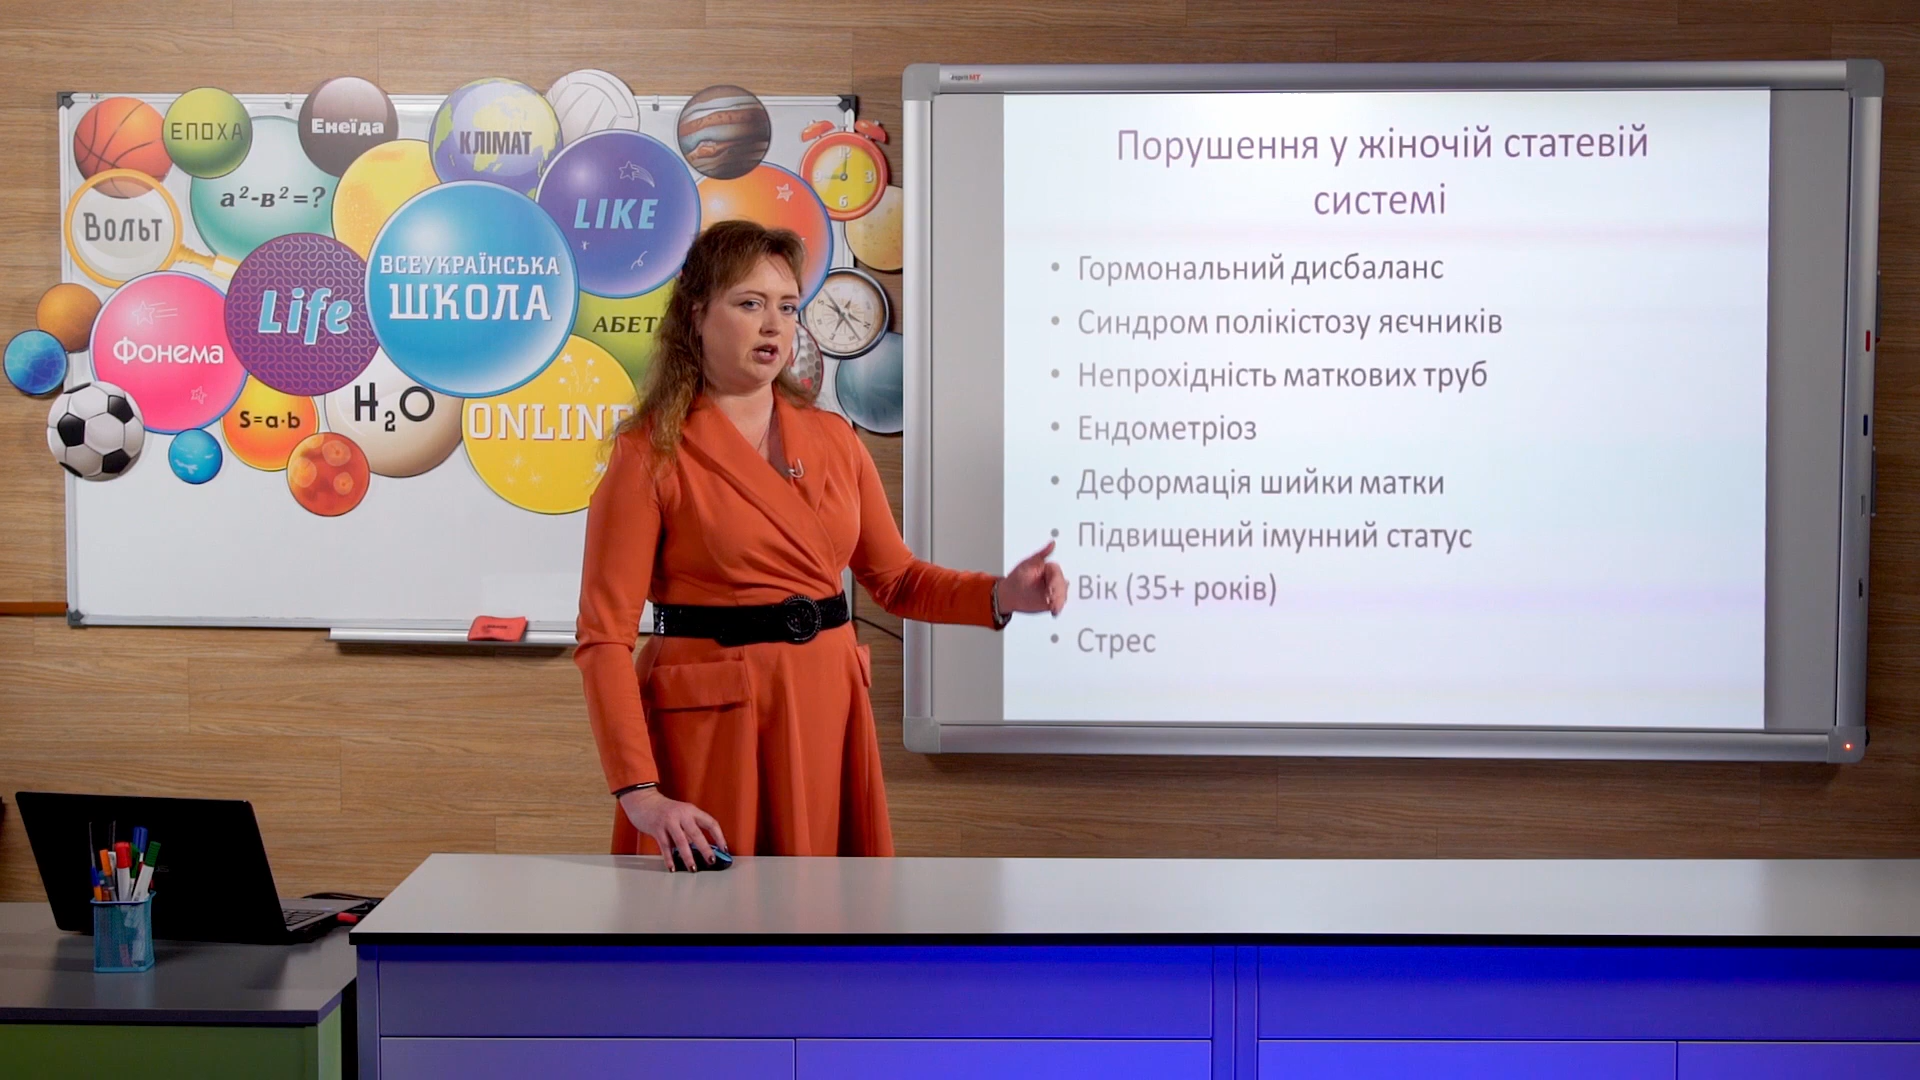 ЕПОХА
Енеїда
КЛІМАТ
a²-в²=?
Вольт
LIKE
ВСЕУКРАЇНСЬКА
ШКОЛА
Life
Фонема
АБЕТ
H₂O
S=a·b
ONLINE
Порушення у жіночій статевій
системі
• Гормональний дисбаланс
• Синдром полікістозу яєчників
• Непрохідність маткових труб
• Ендометріоз
• Деформація шийки матки
• Підвищений імунний статус
Вік (35+ років)
• Стрес